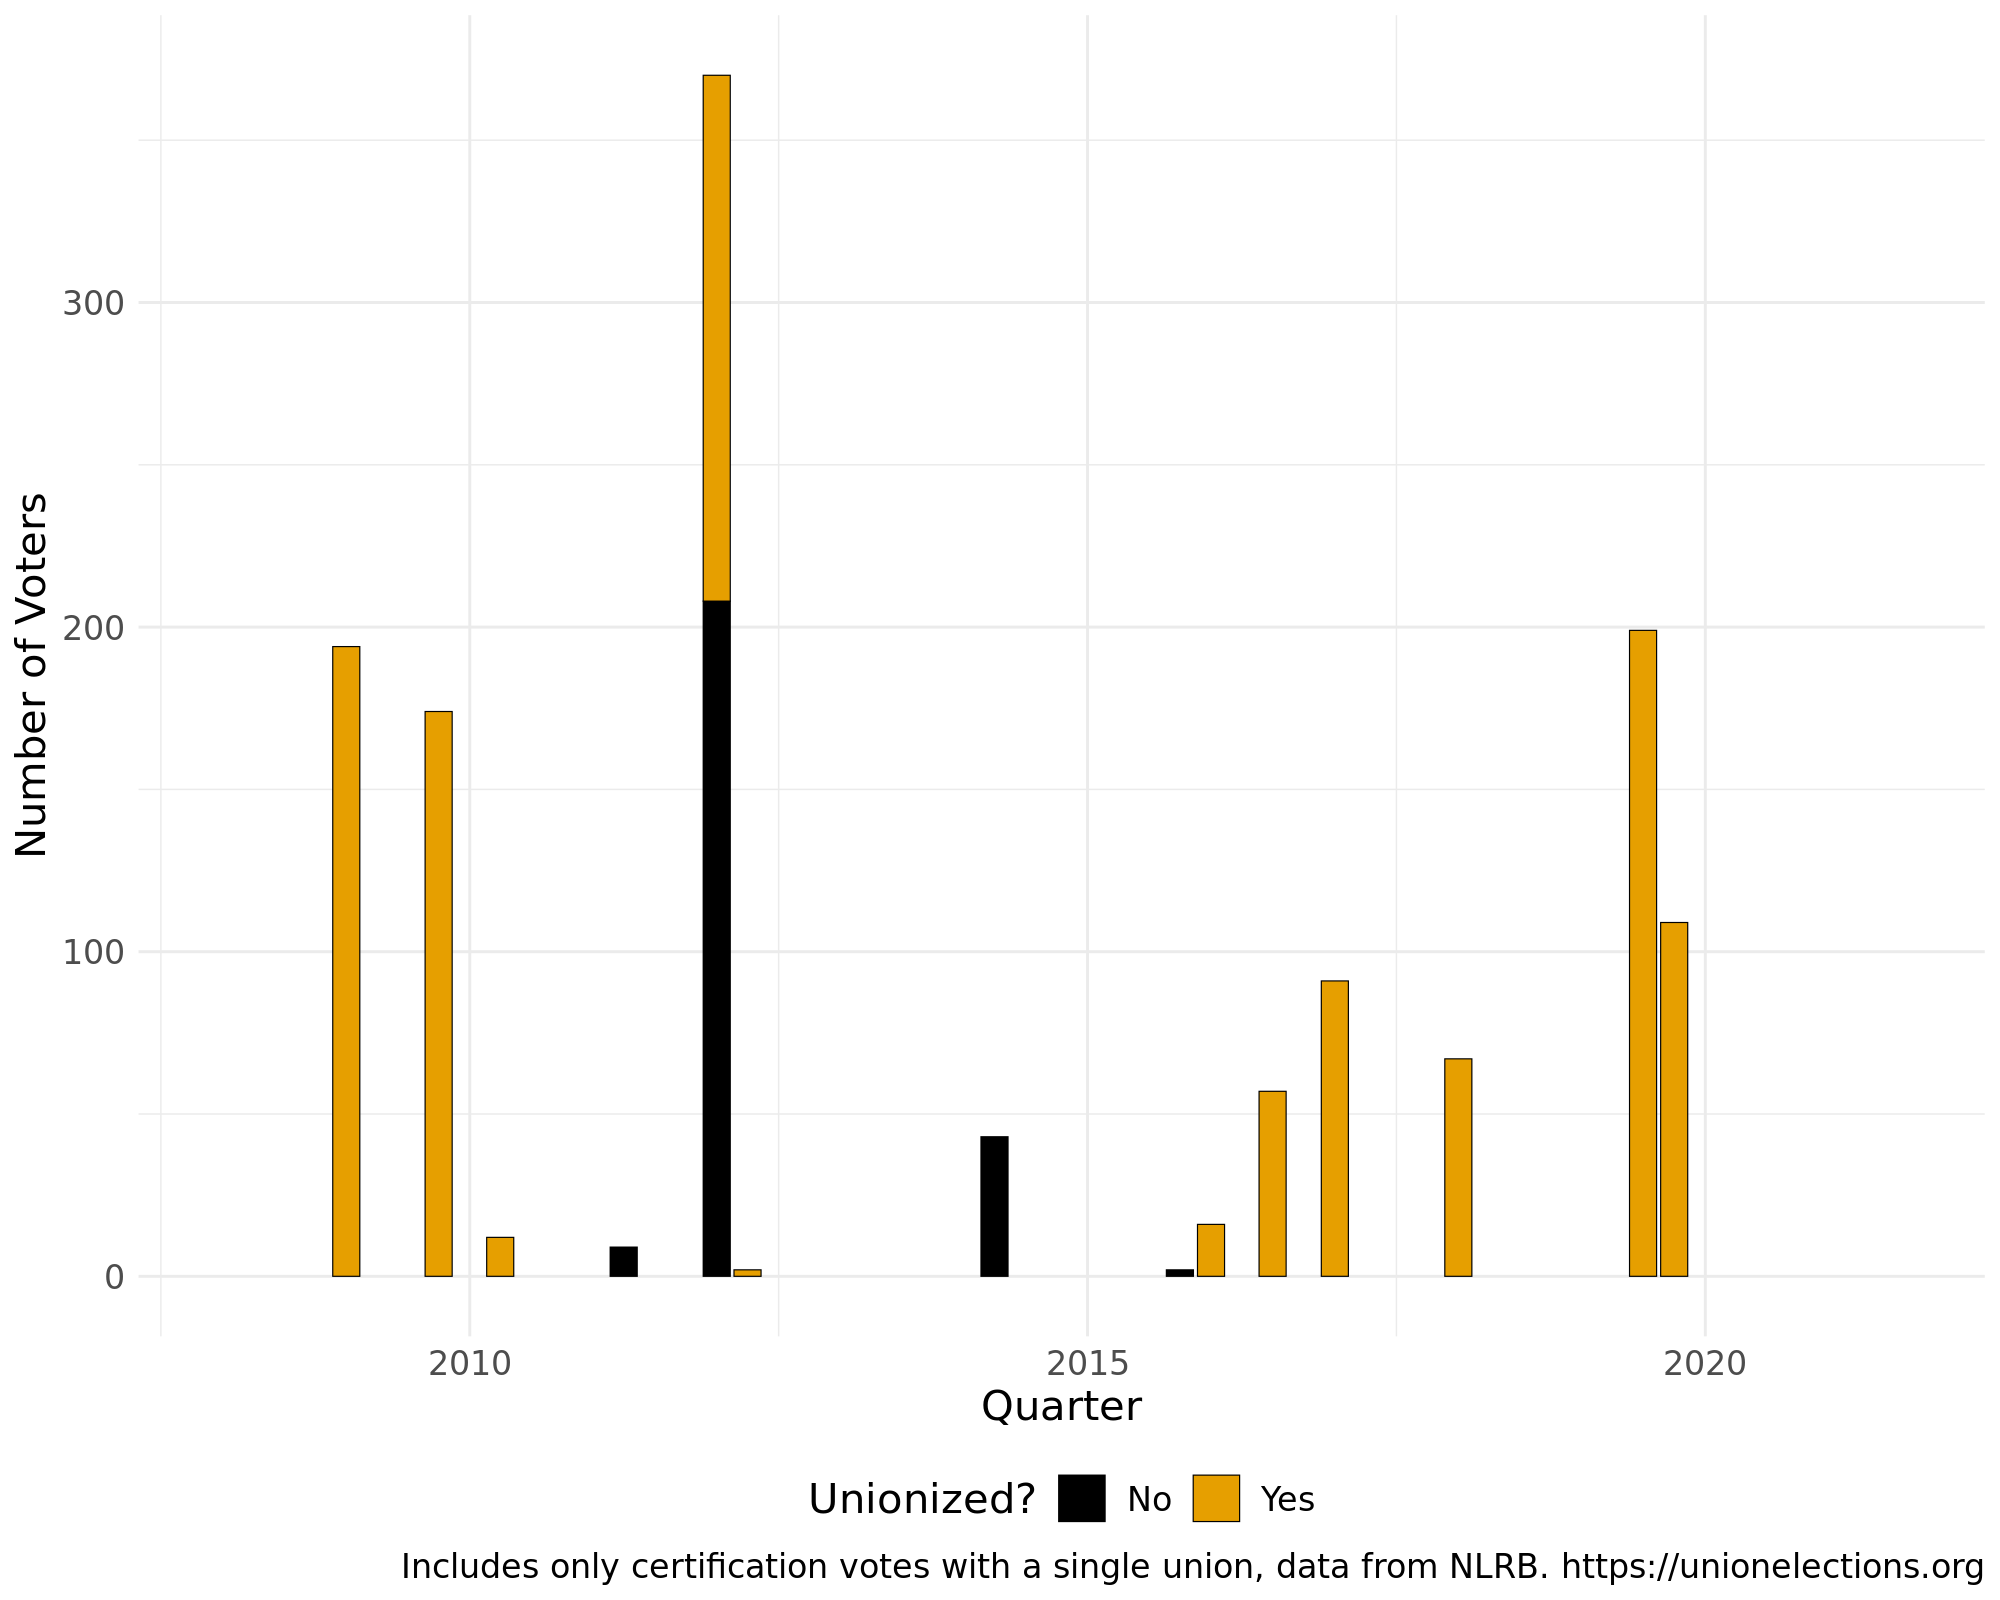 Number of Voters
300
200
100
0
2010 2015 2020
Quarter
Unionized? No Yes
Includes only certification votes with a single union, data from NLRB. https://unionelections.org